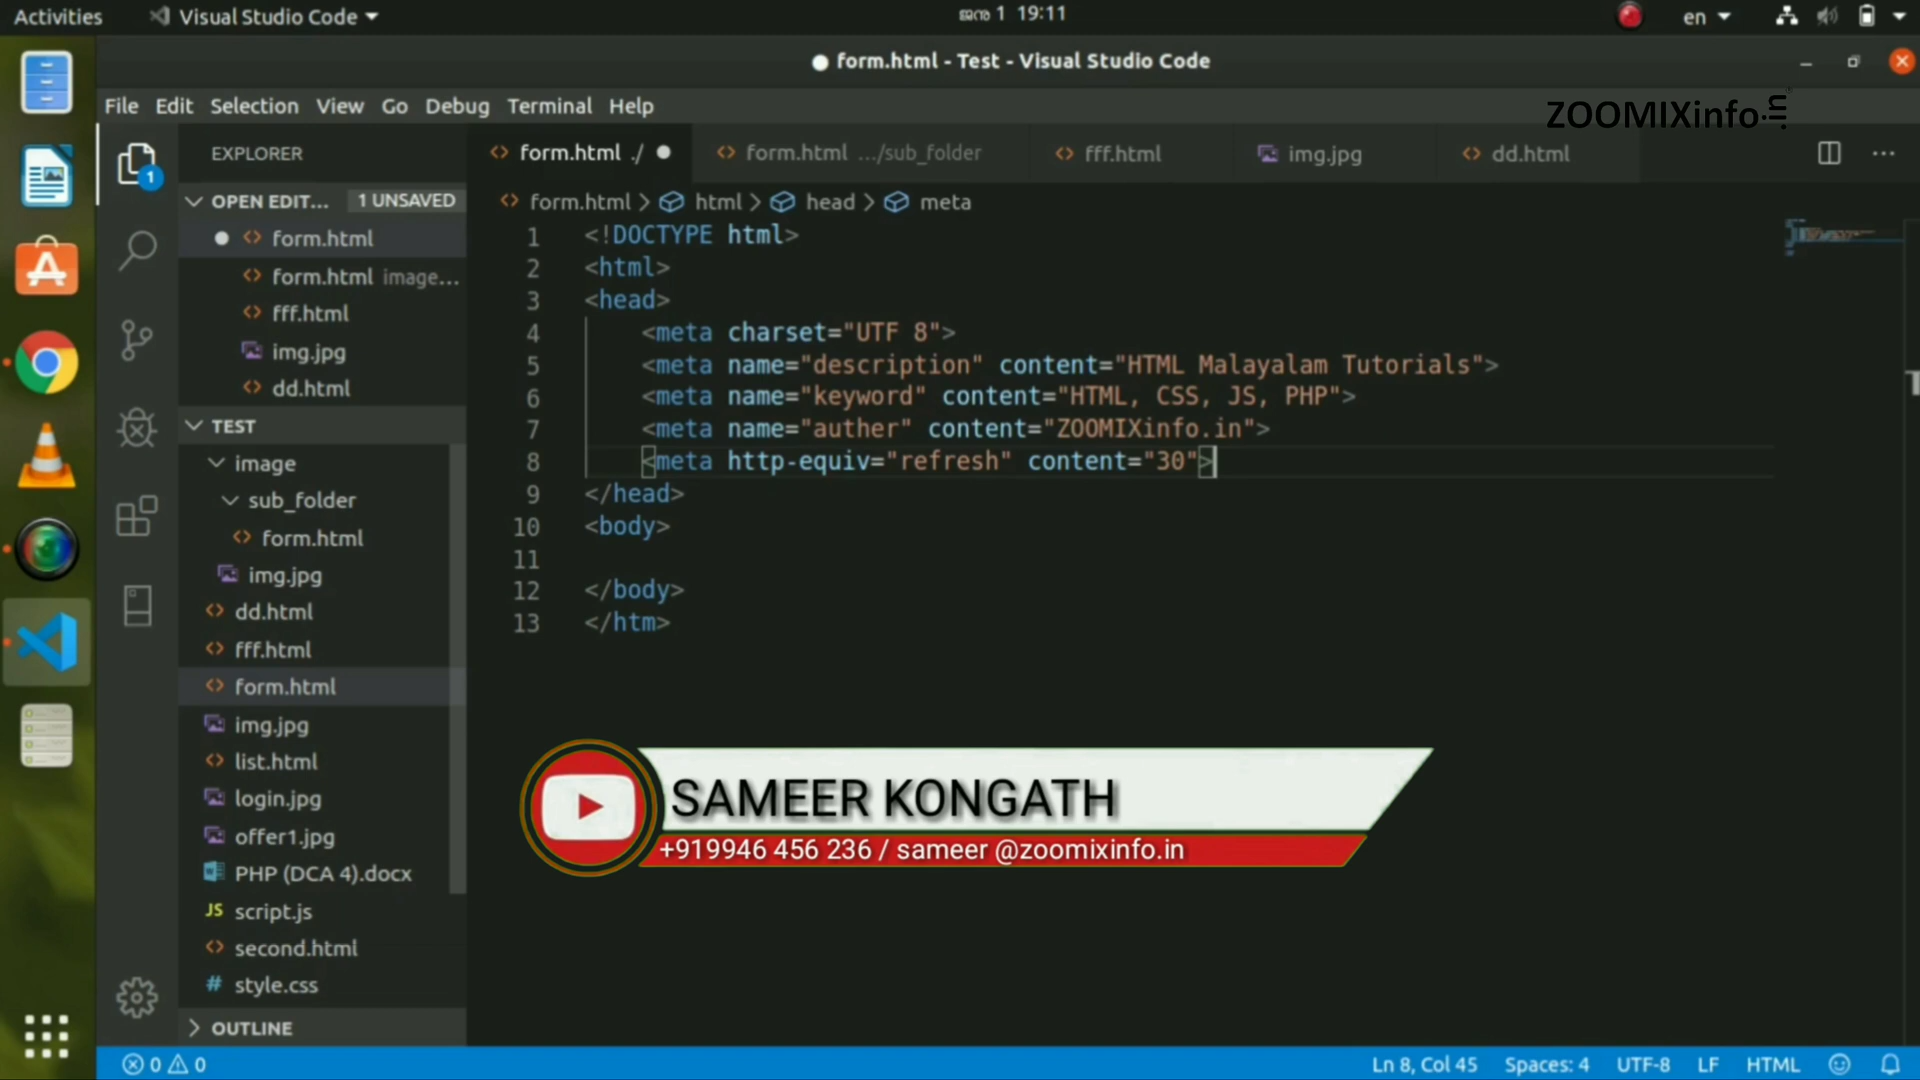 Activities
Visual Studio Code
ജന 1 19:11
en
form.html - Test - Visual Studio Code
File Edit Selection View Go Debug Terminal Help
ZOOMIXinfo.in
EXPLORER
form.html ./
form.html .../sub_folder
fff.html
img.jpg
dd.html
OPEN EDIT...
1 UNSAVED
form.html > html > head > meta
form.html
form.html image...
fff.html
img.jpg
dd.html
TEST
image
sub_folder
form.html
img.jpg
dd.html
fff.html
form.html
img.jpg
list.html
login.jpg
offer1.jpg
PHP (DCA 4).docx
JS script.js
second.html
# style.css
OUTLINE
1 <!DOCTYPE html>
2 <html>
3 <head>
4 <meta charset="UTF 8">
5 <meta name="description" content="HTML Malayalam Tutorials">
6 <meta name="keyword" content="HTML, CSS, JS, PHP">
7 <meta name="auther" content="ZOOMIXinfo.in">
8 <meta http-equiv="refresh" content="30">
9 </head>
10 <body>
11
12 </body>
13 </htm>
SAMEER KONGATH
+919946 456 236 / sameer @zoomixinfo.in
0 0
Ln 8, Col 45
Spaces: 4
UTF-8
LF
HTML
1